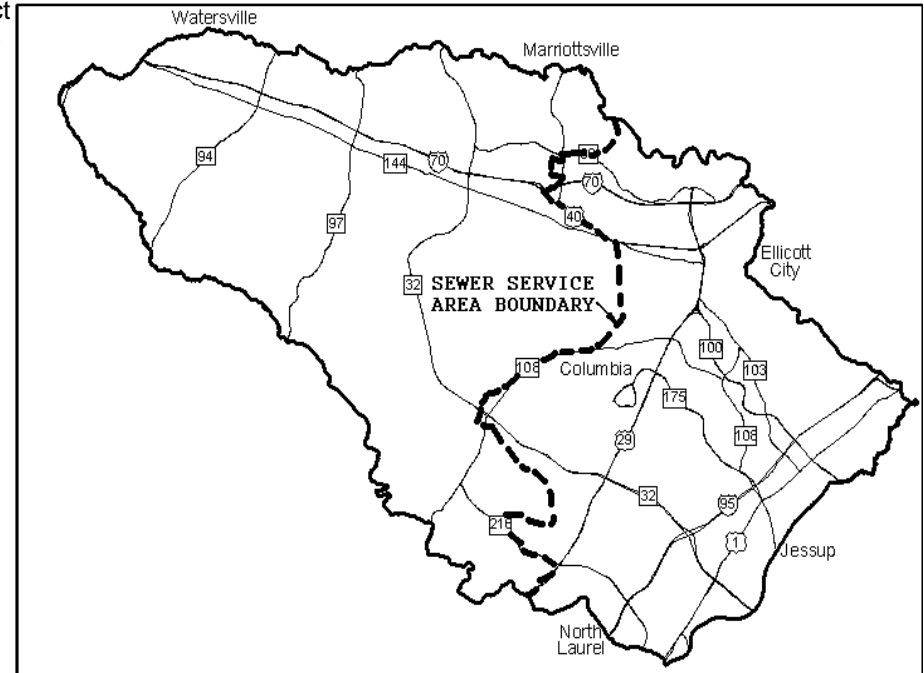 ct
Watersville
Marriottsville
94
144
70
99
70
97
40
Ellicott
City
32
SEWER SERVICE
AREA BOUNDARY
108
Columbia
100
103
175
29
108
32
95
216
1
Jessup
North
Laurel